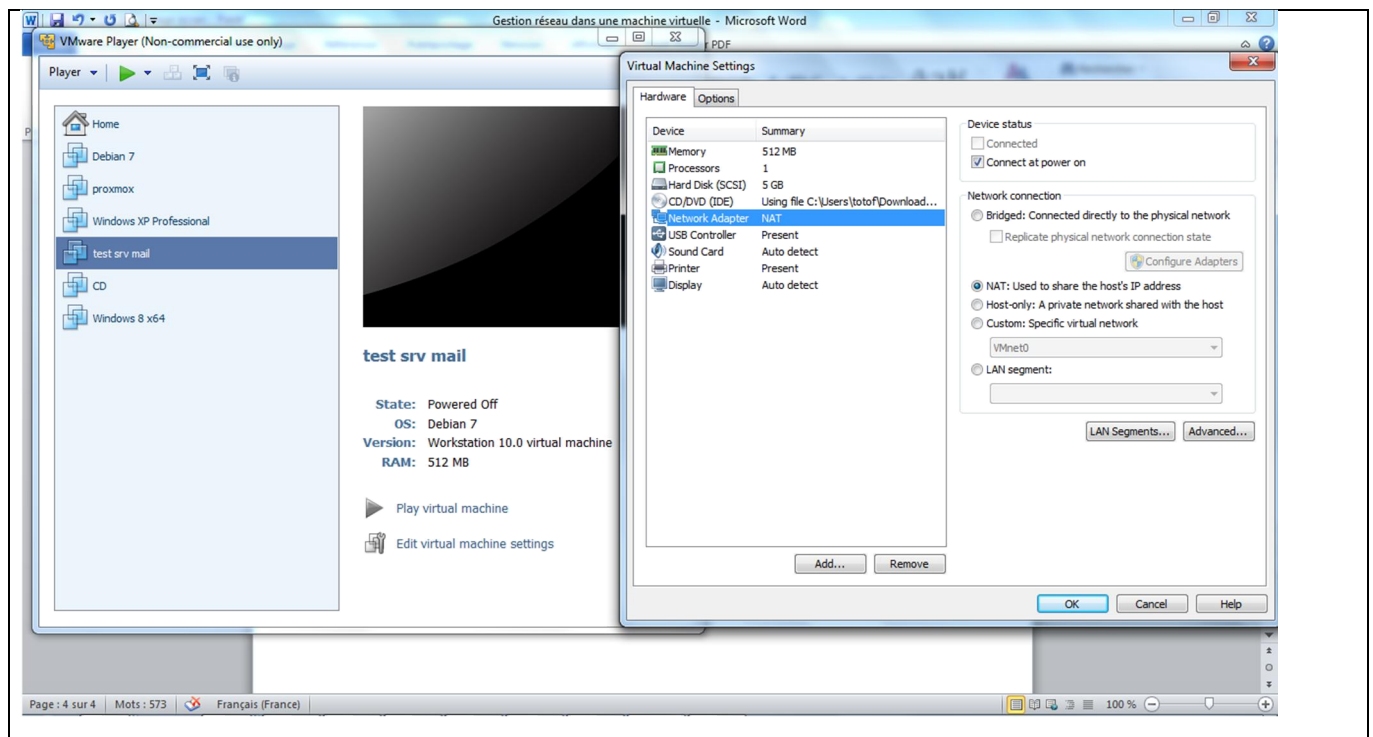 Gestion réseau dans une machine virtuelle - Microsoft Word
VMware Player (Non-commercial use only)
PDF
Player
Home
Debian 7
proxmox
Windows XP Professional
test srv mail
CD
Windows 8 x64
test srv mail
State: Powered Off
OS: Debian 7
Version: Workstation 10.0 virtual machine
RAM: 512 MB
Play virtual machine
Edit virtual machine settings
Virtual Machine Settings
Hardware Options
Device Summary
Memory 512 MB
Processors 1
Hard Disk (SCSI) 5 GB
CD/DVD (IDE) Using file C:\Users\totof\Download...
Network Adapter NAT
USB Controller Present
Sound Card Auto detect
Printer Present
Display Auto detect
Add... Remove
Device status
Connected
Connect at power on
Network connection
Bridged: Connected directly to the physical network
Replicate physical network connection state
Configure Adapters
NAT: Used to share the host's IP address
Host-only: A private network shared with the host
Custom: Specific virtual network
VMnet0
LAN segment:
LAN Segments... Advanced...
OK Cancel Help
Page : 4 sur 4 Mots : 573 Français (France) 100 %